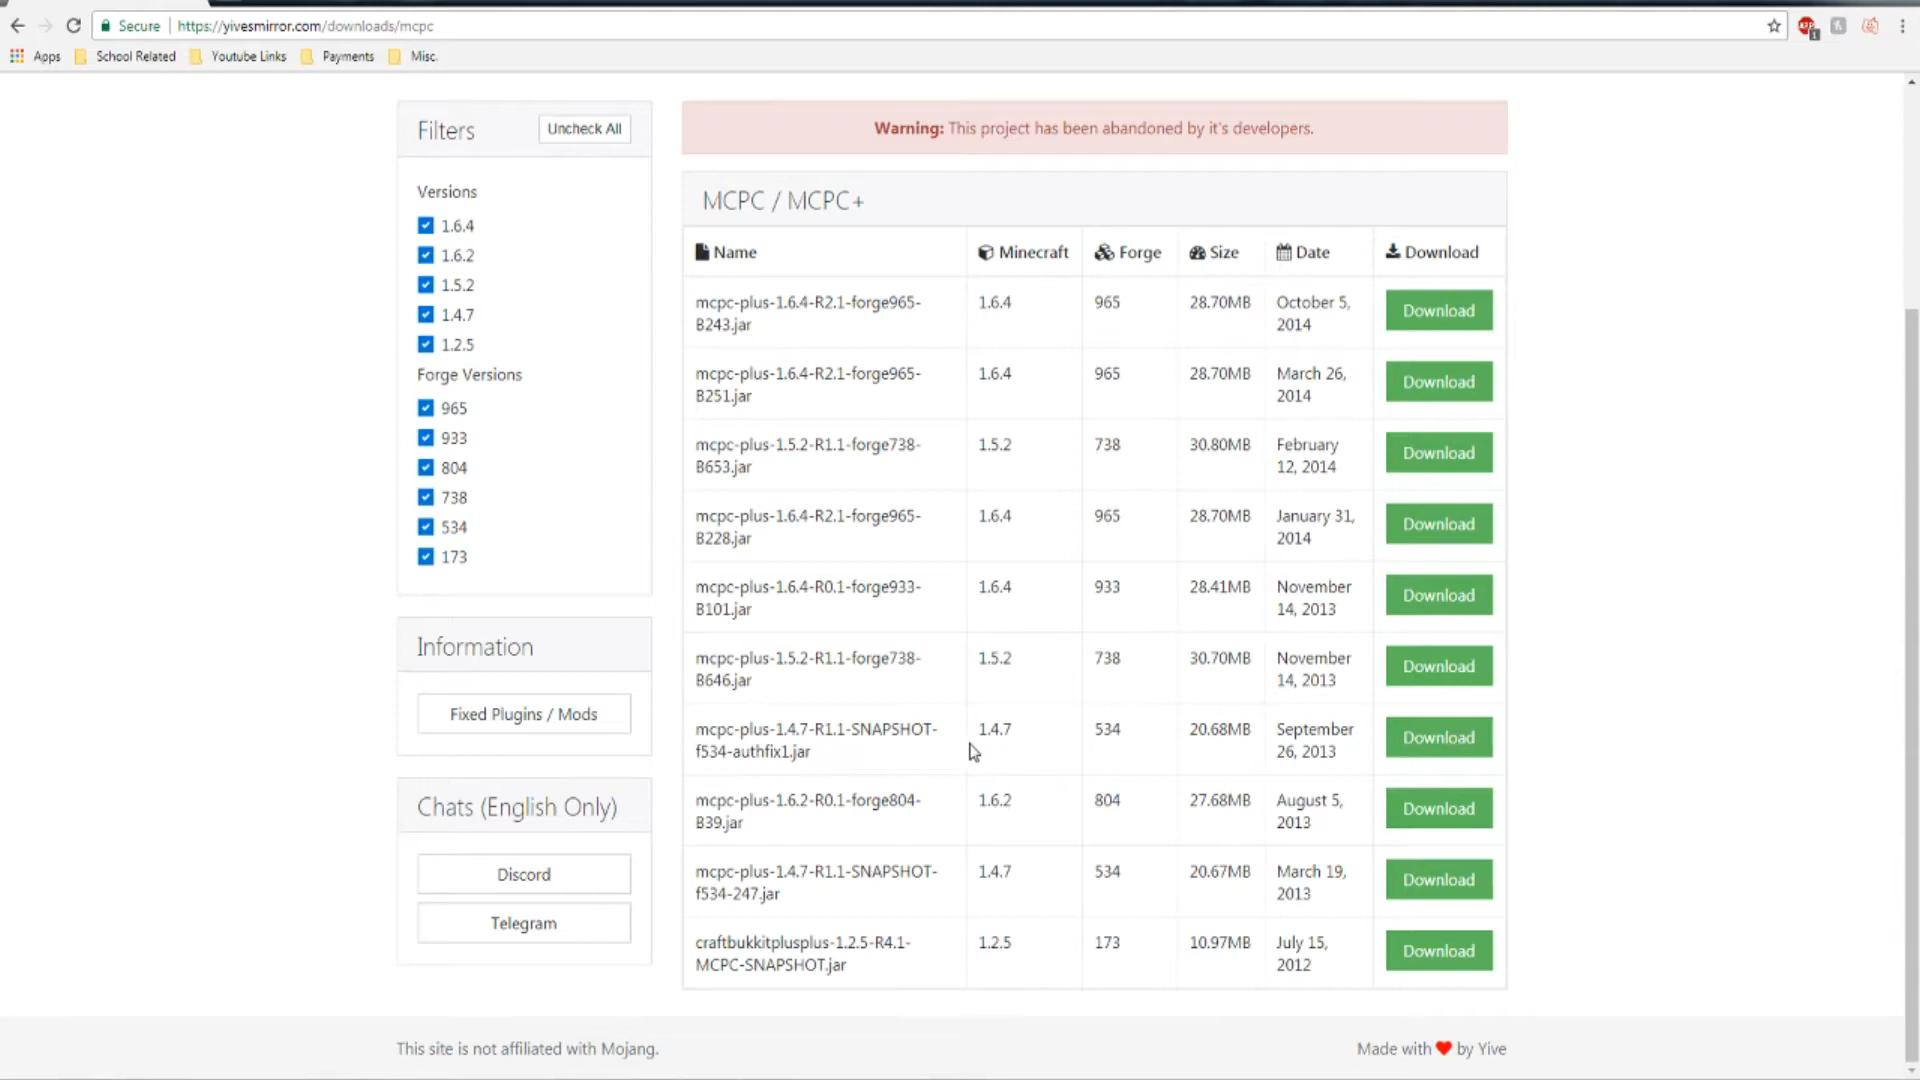 Secure https://yivesmirror.com/downloads/mcpc
Apps School Related Youtube Links Payments Misc.
Filters Uncheck All
Versions
1.6.4
1.6.2
1.5.2
1.4.7
1.2.5
Forge Versions
965
933
804
738
534
173
Information
Fixed Plugins / Mods
Chats (English Only)
Discord
Telegram
Warning: This project has been abandoned by it's developers.
MCPC / MCPC+
Name Minecraft Forge Size Date Download
mcpc-plus-1.6.4-R2.1-forge965- 1.6.4 965 28.70MB October 5, Download
B243.jar 2014
mcpc-plus-1.6.4-R2.1-forge965- 1.6.4 965 28.70MB March 26, Download
B251.jar 2014
mcpc-plus-1.5.2-R1.1-forge738- 1.5.2 738 30.80MB February Download
B653.jar 12, 2014
mcpc-plus-1.6.4-R2.1-forge965- 1.6.4 965 28.70MB January 31, Download
B228.jar 2014
mcpc-plus-1.6.4-R0.1-forge933- 1.6.4 933 28.41MB November Download
B101.jar 14, 2013
mcpc-plus-1.5.2-R1.1-forge738- 1.5.2 738 30.70MB November Download
B646.jar 14, 2013
mcpc-plus-1.4.7-R1.1-SNAPSHOT- 1.4.7 534 20.68MB September Download
f534-authfix1.jar 26, 2013
mcpc-plus-1.6.2-R0.1-forge804- 1.6.2 804 27.68MB August 5, Download
B39.jar 2013
mcpc-plus-1.4.7-R1.1-SNAPSHOT- 1.4.7 534 20.67MB March 19, Download
f534-247.jar 2013
craftbukkitplusplus-1.2.5-R4.1- 1.2.5 173 10.97MB July 15, Download
MCPC-SNAPSHOT.jar 2012
This site is not affiliated with Mojang. Made with ❤ by Yive